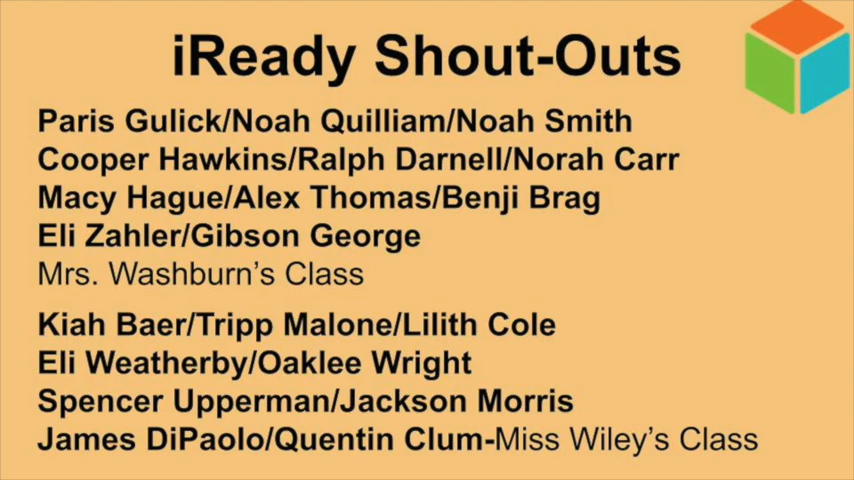 iReady Shout-Outs
Paris Gulick/Noah Quilliam/Noah Smith
Cooper Hawkins/Ralph Darnell/Norah Carr
Macy Hague/Alex Thomas/Benji Brag
Eli Zahler/Gibson George
Mrs. Washburn's Class
Kiah Baer/Tripp Malone/Lilith Cole
Eli Weatherby/Oaklee Wright
Spencer Upperman/Jackson Morris
James DiPaolo/Quentin Clum-Miss Wiley's Class